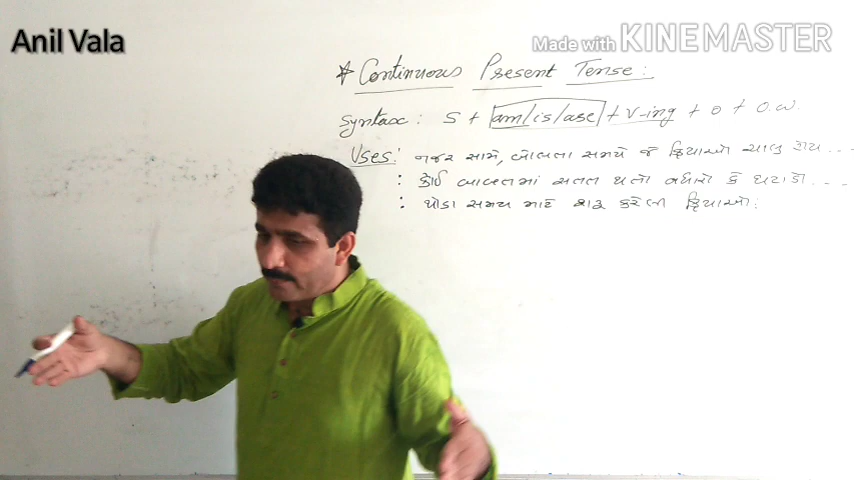 Anil Vala
Made with KINEMASTER
* Continuous Present Tense :
Syntax : S + am/is/are + V-ing + O + O.W.
Uses : નજર સામે, બોલતા સમયે જે ક્રિયાઓ ચાલુ હોય ....
: કોઈ બાબતમાં સતત થતો વધારો કે ઘટાડો ....
: થોડા સમય માટે શરૂ કરેલી ક્રિયાઓ.